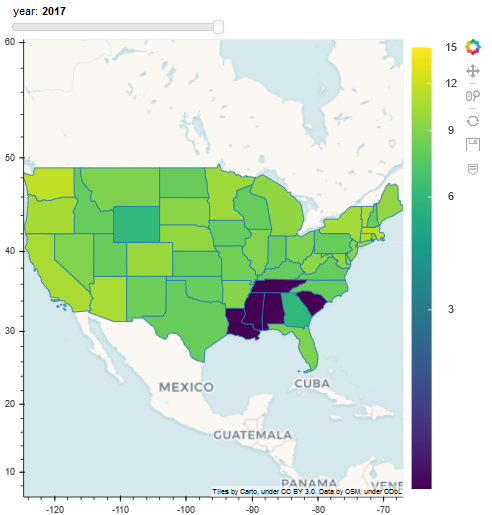 year: 2017
60
50
40
30
20
10
-120
-110
-100
-90
-80
-70
15
12
9
6
3
MEXICO
CUBA
GUATEMALA
PANAMA
VENE
Tiles by Carto, under CC BY 3.0. Data by OSM, under ODbL